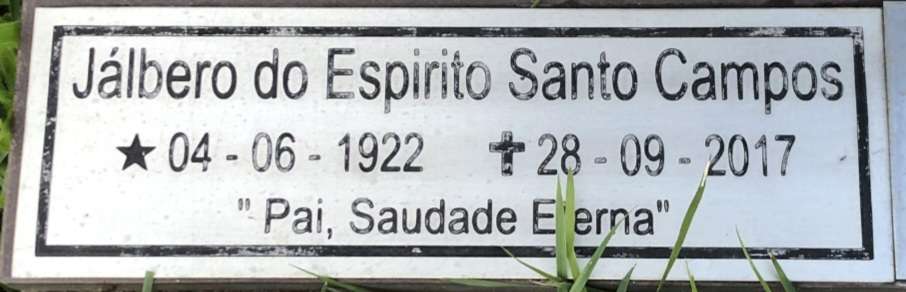 Jálbero do Espirito Santo Campos
★ 04 - 06 - 1922 ✝ 28 - 09 - 2017
" Pai, Saudade Eterna"